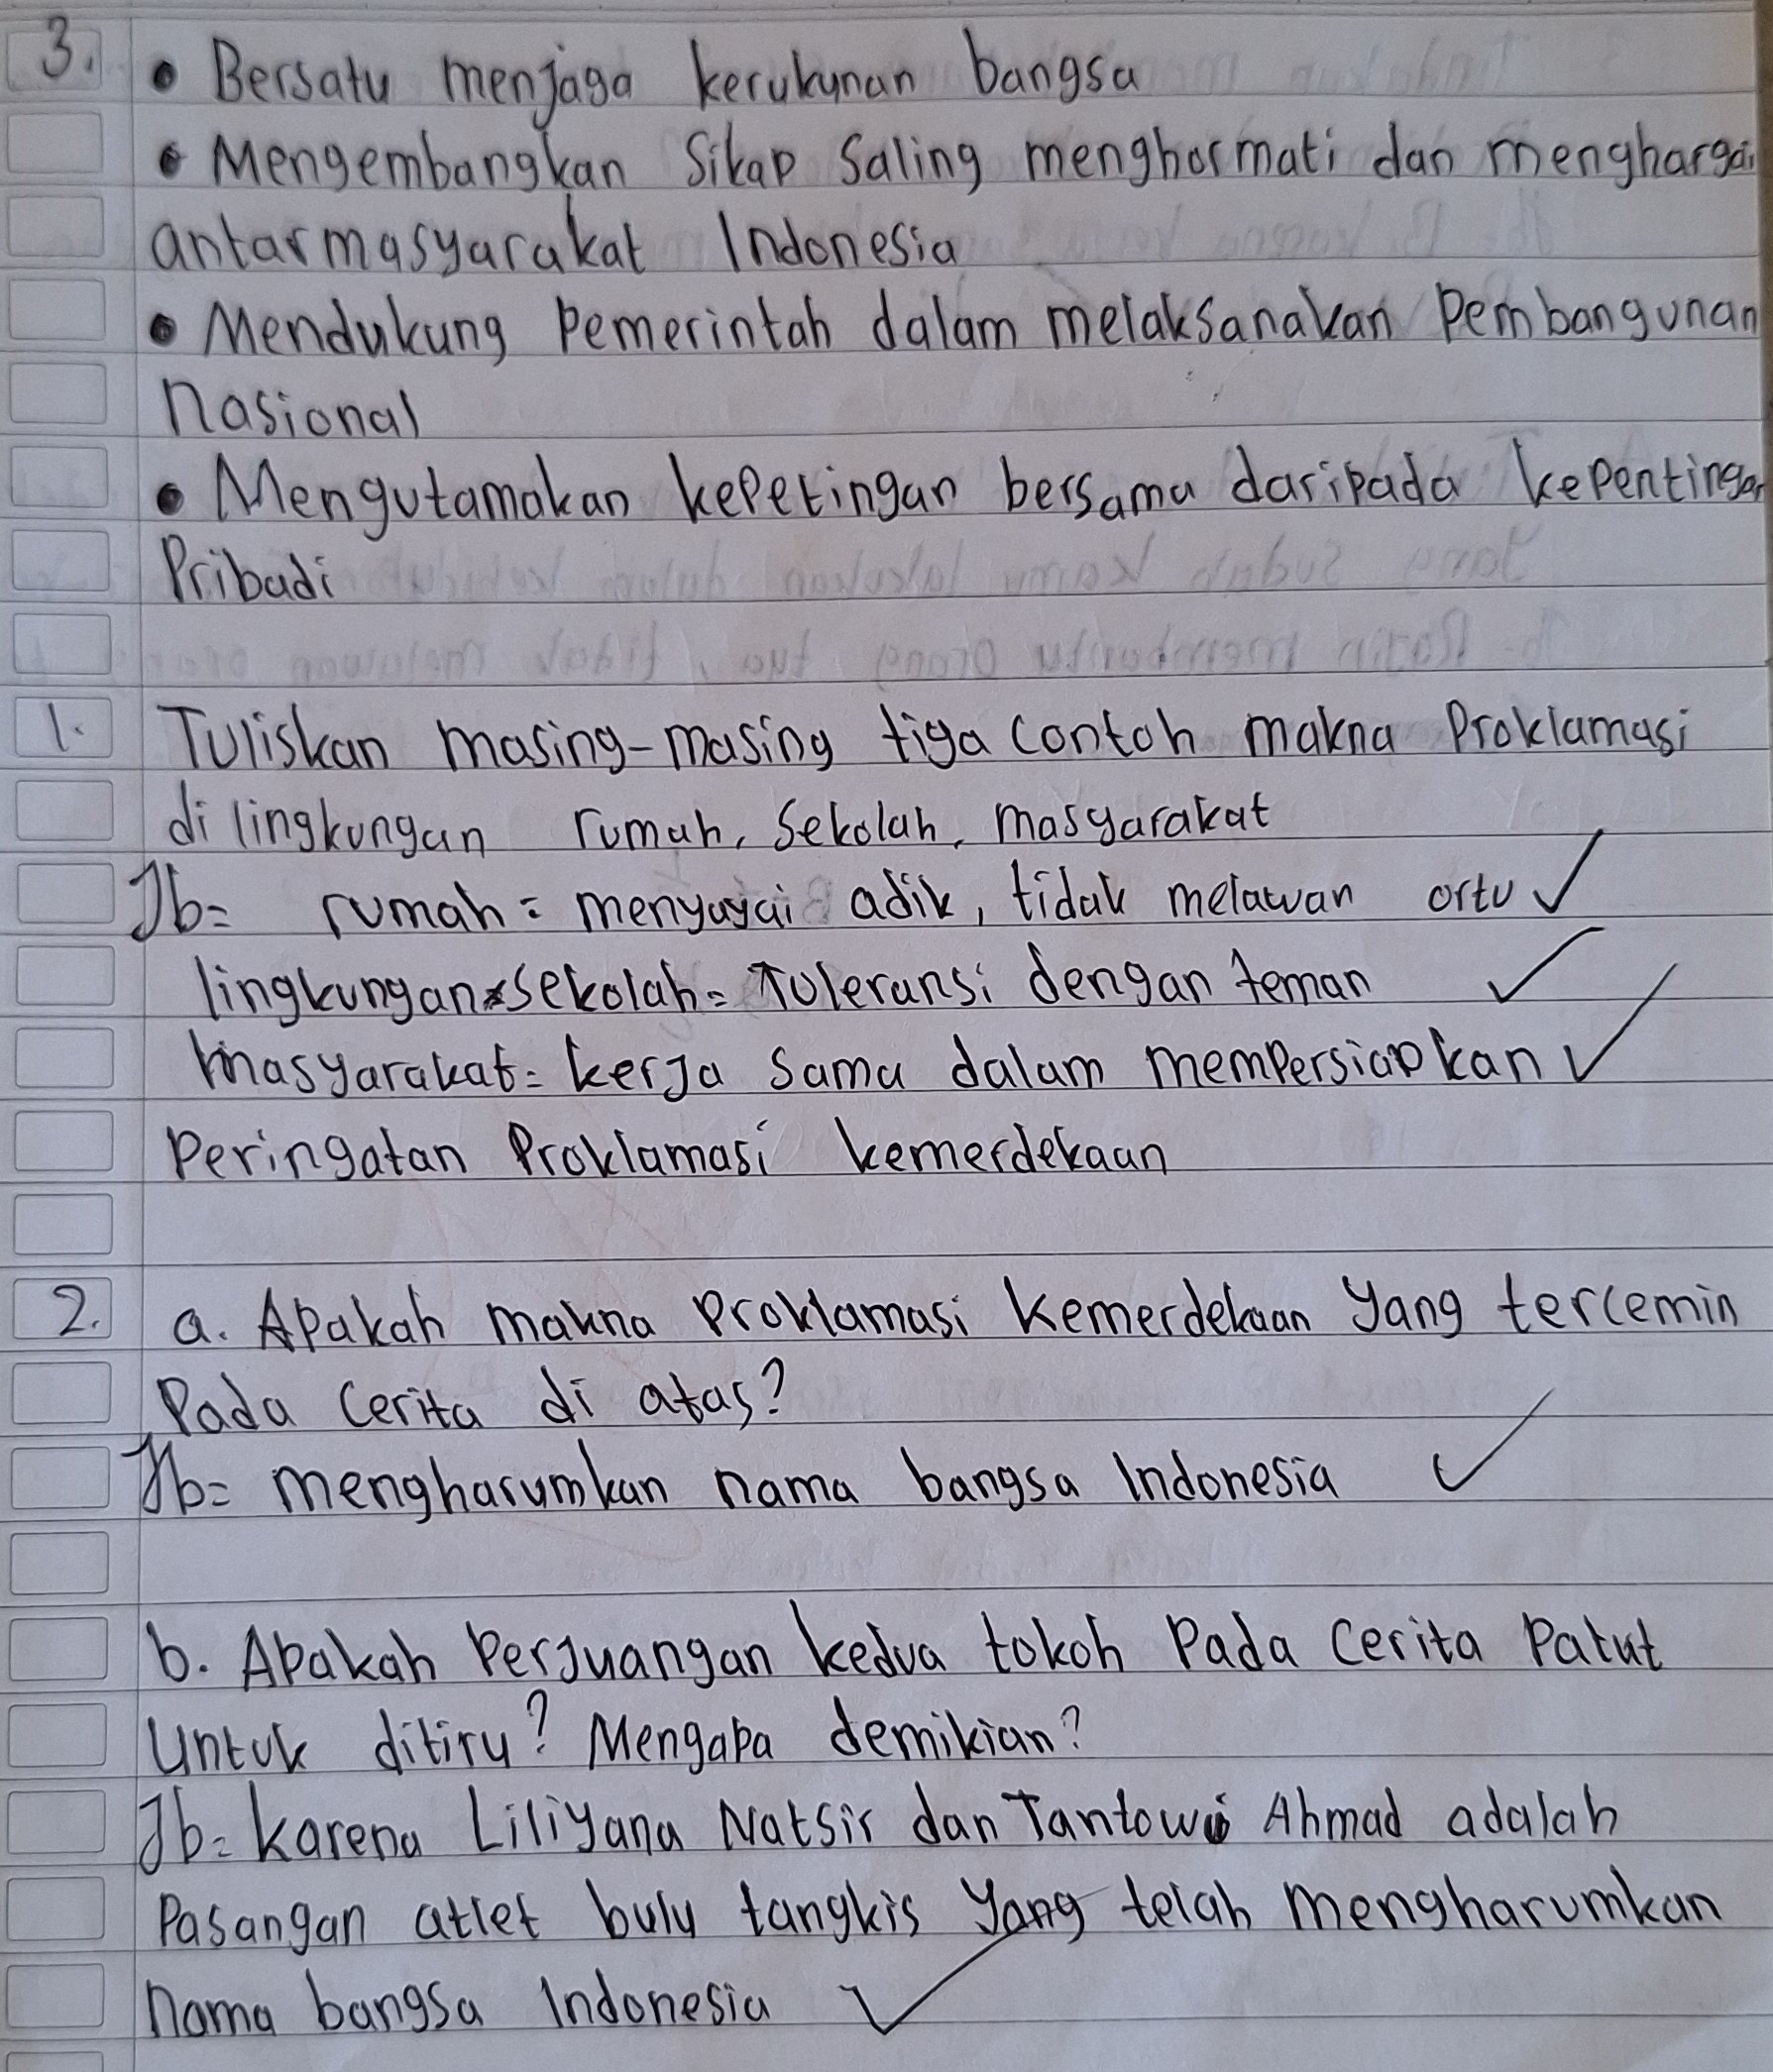 3. • Bersatu menjaga kerukunan bangsa
• Mengembangkan Sikap Saling menghormati dan menghargai
antarmasyarakat Indonesia
• Mendukung Pemerintah dalam melaksanakan Pembangunan
nasional
• Mengutamakan kepetingan bersama daripada kepentingan
Pribadi
1. Tuliskan masing-masing tiga contoh makna Proklamasi
di lingkungan rumah, Sekolah, masyarakat
Jb= rumah = menyayai adik, tidak melawan ortu ✓
lingkungan sekolah = Toleransi dengan teman ✓
masyarakat = kerja sama dalam mempersiapkan ✓
Peringatan Proklamasi kemerdekaan
2. a. Apakah makna Proklamasi Kemerdekaan Yang tercemin
Pada Cerita di atas?
Jb= mengharumkan nama bangsa Indonesia ✓
b. Apakah Perjuangan kedua tokoh Pada Cerita Patut
Untuk ditiru? Mengapa demikian?
Jb= karena Liliyana Natsir dan Tantowi Ahmad adalah
Pasangan atlet bulu tangkis Yang telah mengharumkan
nama bangsa Indonesia ✓